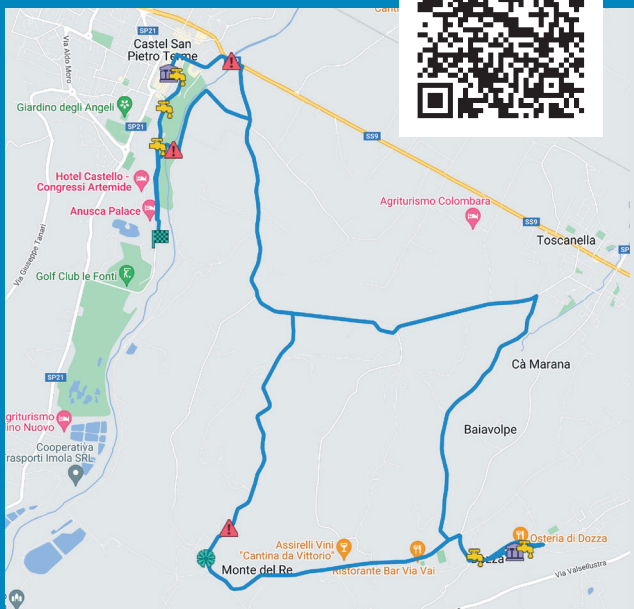 SP21
Castel San
Pietro Terme
Via Aldo Moro
Giardino degli Angeli
SP21
SS9
Hotel Castello -
Congressi Artemide
Agriturismo Colombara
Anusca Palace
SS9
Toscanella
Via Giuseppe Tanari
Golf Club le Fonti
Cà Marana
SP21
griturismo
ino Nuovo
Baiavolpe
Cooperativa
rasporti Imola SRL
Assirelli Vini
"Cantina da Vittorio"
Osteria di Dozza
Monte del Re
Ristorante Bar Via Vai
Via Valsellustra